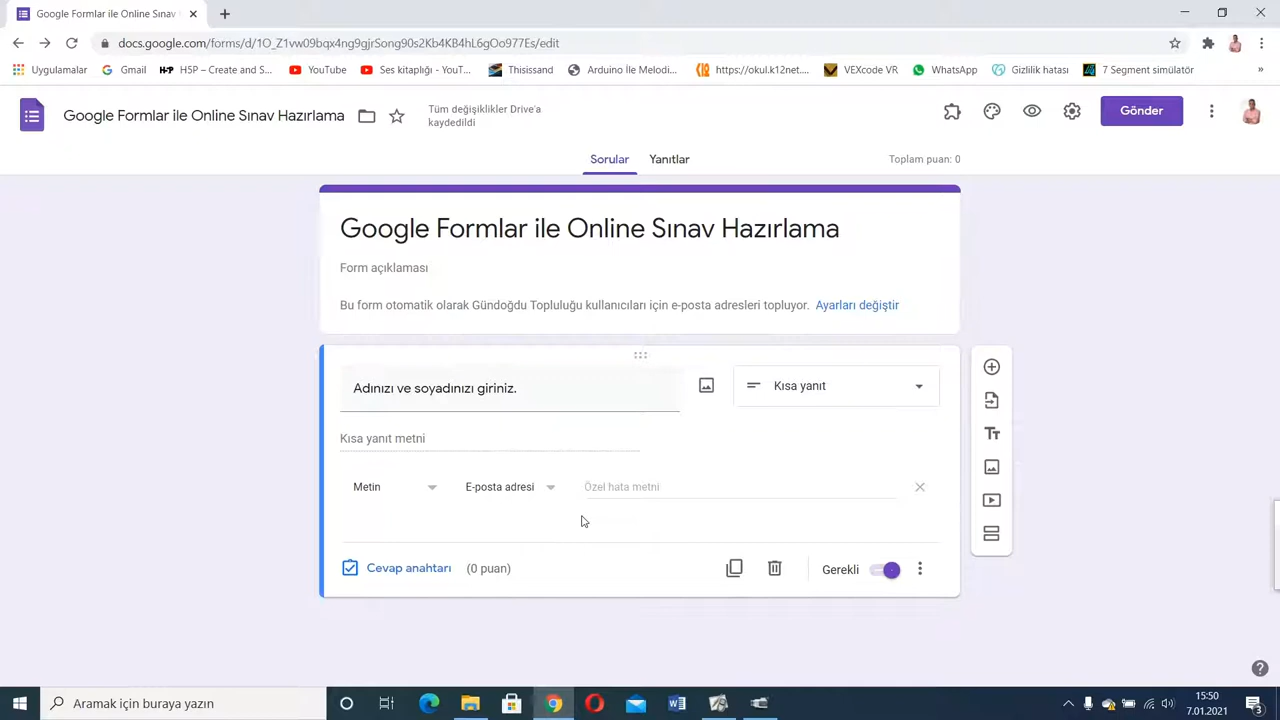 Google Formlar ile Online Sınav
docs.google.com/forms/d/1O_Z1vw09bqx4ng9gjrSong90s2Kb4KB4hL6gOo977Es/edit
Uygulamalar
Gmail
H5P – Create and S...
YouTube
Ses kitaplığı - YouT...
Thisissand
Arduino İle Melodi...
https://okul.k12net....
VEXcode VR
WhatsApp
Gizlilik hatası
7 Segment simülatör
»
Google Formlar ile Online Sınav Hazırlama
Tüm değişiklikler Drive'a
kaydedildi
Gönder
Sorular
Yanıtlar
Toplam puan: 0
Google Formlar ile Online Sınav Hazırlama
Form açıklaması
Bu form otomatik olarak Gündoğdu Topluluğu kullanıcıları için e-posta adresleri topluyor. Ayarları değiştir
Adınızı ve soyadınızı giriniz.
Kısa yanıt
Kısa yanıt metni
Metin
E-posta adresi
Özel hata metni
Cevap anahtarı (0 puan)
Gerekli
Aramak için buraya yazın
15:50
7.01.2021
3